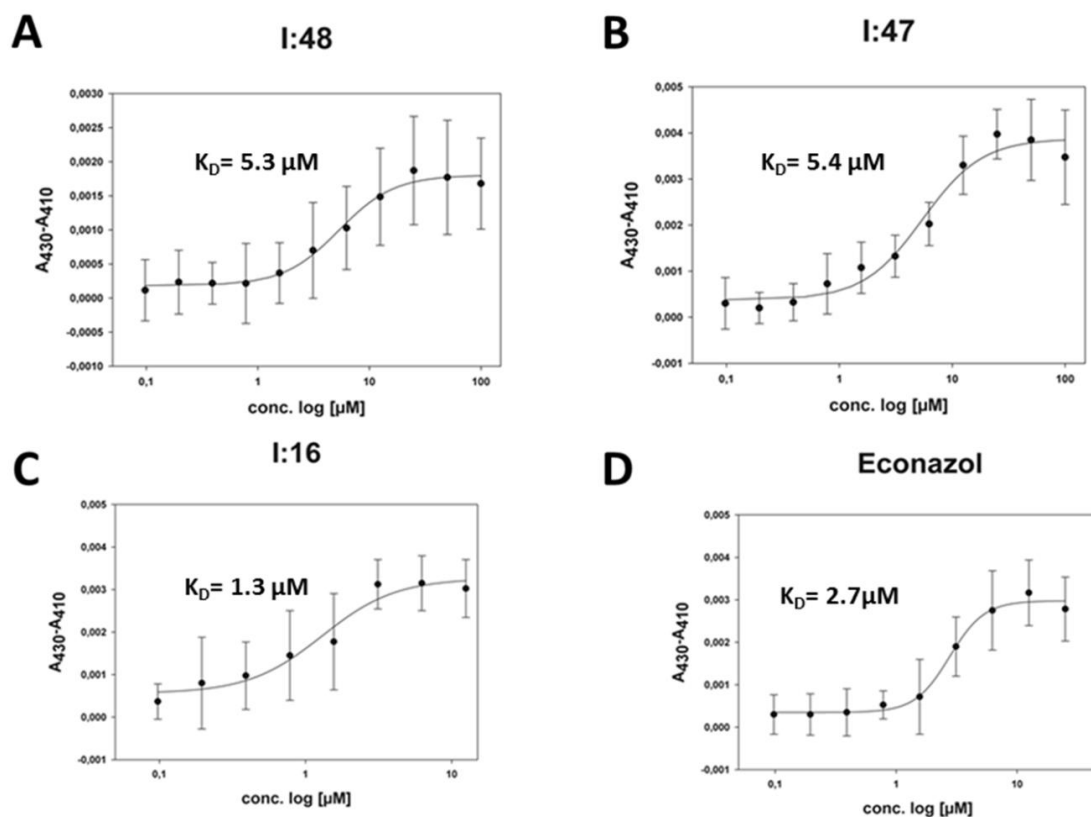 A
I:48
0,0030
0,0025
0,0020
0,0015
0,0010
0,0005
0,0000
-0,0005
-0,0010
A430-A410
K_D= 5.3 µM
0,1 1 10 100
conc. log [µM]
B
I:47
0,005
0,004
0,003
0,002
0,001
0,000
-0,001
A430-A410
K_D= 5.4 µM
0,1 1 10 100
conc. log [µM]
C
I:16
0,005
0,004
0,003
0,002
0,001
0,000
-0,001
A430-A410
K_D= 1.3 µM
0,1 1 10
conc. log [µM]
D
Econazol
0,005
0,004
0,003
0,002
0,001
0,000
-0,001
A430-A410
K_D= 2.7µM
0,1 1 10
conc. log [µM]